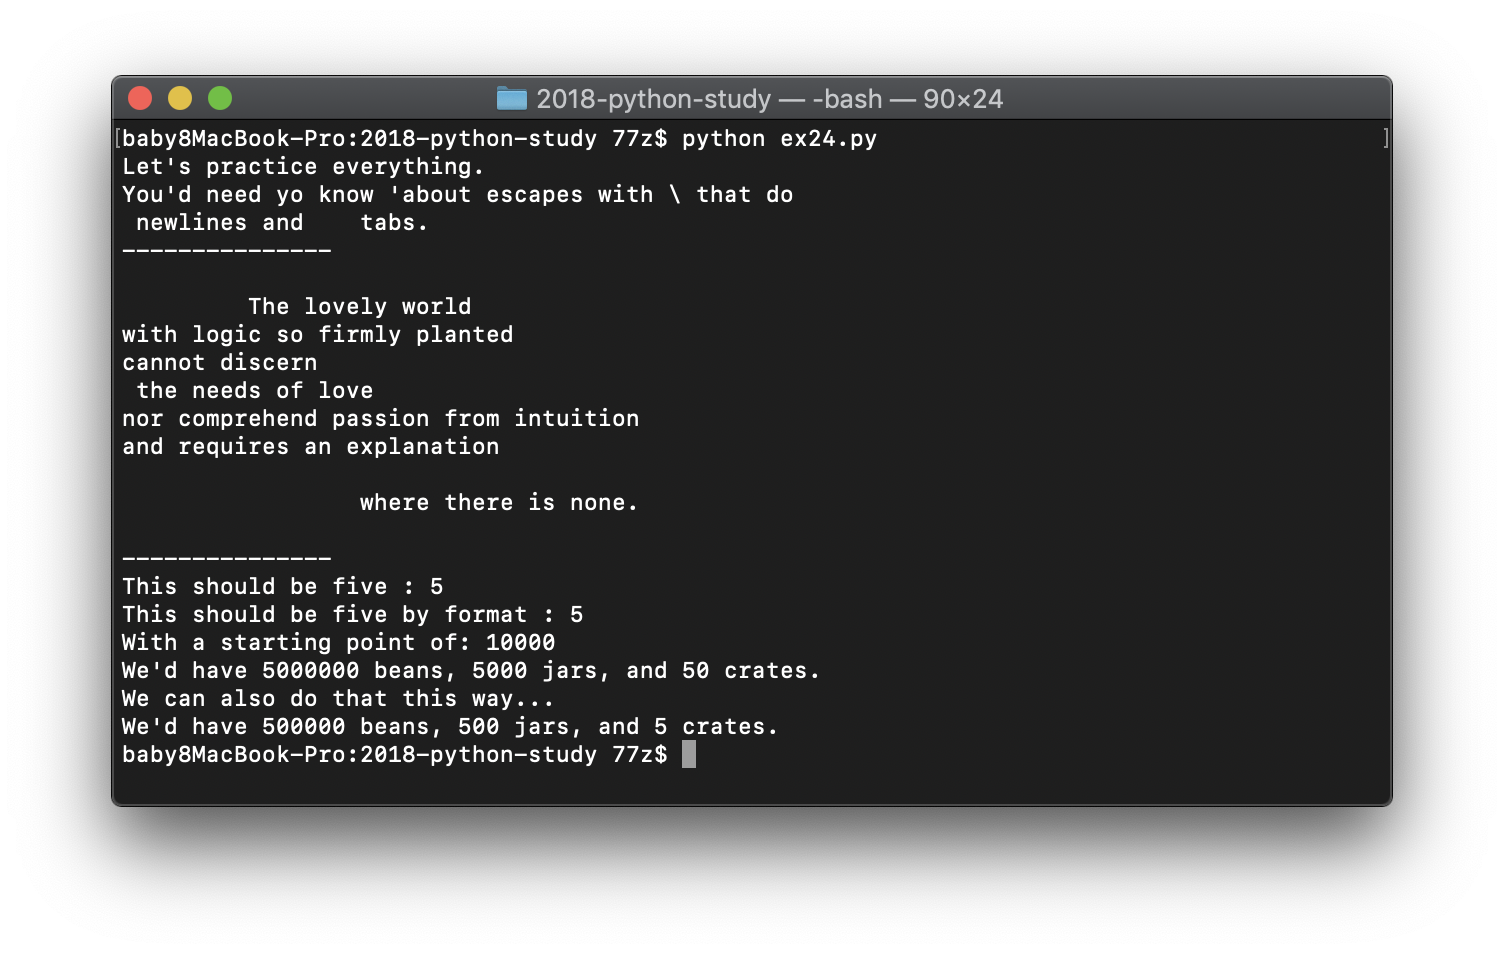 2018-python-study — -bash — 90×24
[baby8MacBook-Pro:2018-python-study 77z$ python ex24.py ]
Let's practice everything.
You'd need yo know 'about escapes with \ that do
 newlines and    tabs.
---------------

         The lovely world
with logic so firmly planted
cannot discern
 the needs of love
nor comprehend passion from intuition
and requires an explanation

                 where there is none.

---------------
This should be five : 5
This should be five by format : 5
With a starting point of: 10000
We'd have 5000000 beans, 5000 jars, and 50 crates.
We can also do that this way...
We'd have 500000 beans, 500 jars, and 5 crates.
baby8MacBook-Pro:2018-python-study 77z$